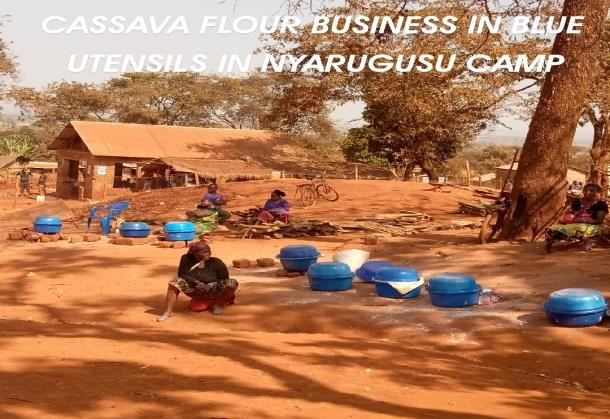 CASSAVA FLOUR BUSINESS IN BLUE
UTENSILS IN NYARUGUSU CAMP